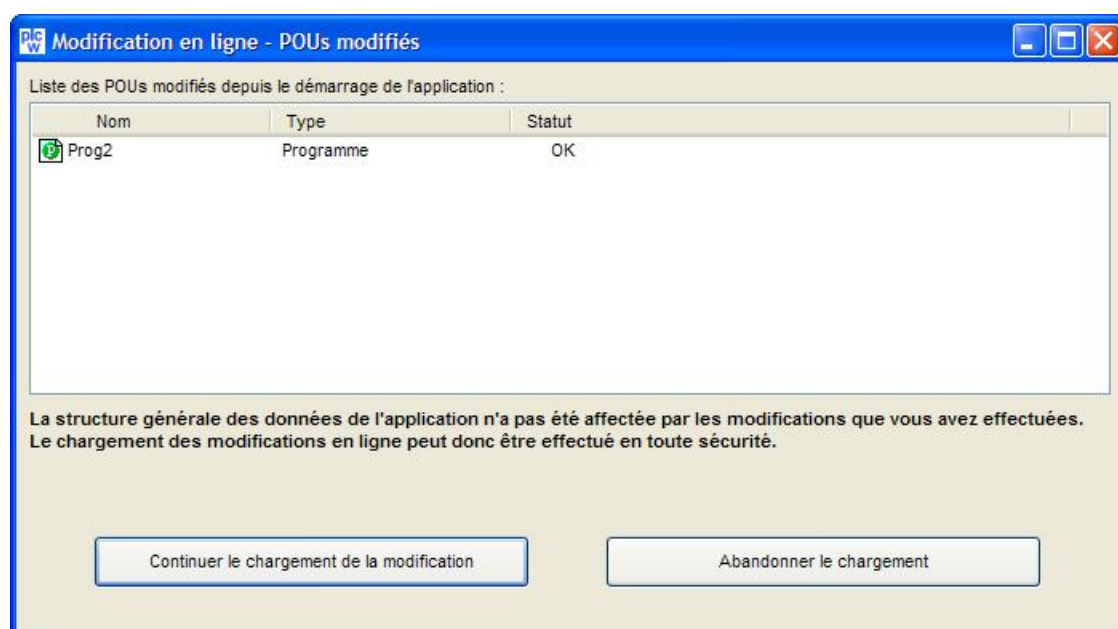 plc W Modification en ligne - POUs modifiés
Liste des POUs modifiés depuis le démarrage de l'application :
Nom Type Statut
P Prog2 Programme OK
La structure générale des données de l'application n'a pas été affectée par les modifications que vous avez effectuées.
Le chargement des modifications en ligne peut donc être effectué en toute sécurité.
Continuer le chargement de la modification Abandonner le chargement